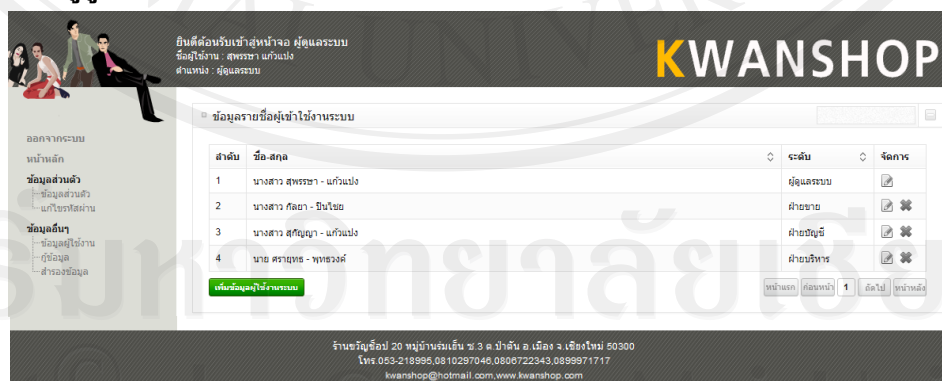 ยินดีต้อนรับเข้าสู่หน้าจอ ผู้ดูแลระบบ
ชื่อผู้ใช้งาน : สุพรรษา แก้วแปง
ตำแหน่ง : ผู้ดูแลระบบ
KWANSHOP
ออกจากระบบ
หน้าหลัก
ข้อมูลส่วนตัว
ข้อมูลส่วนตัว
แก้ไขรหัสผ่าน
ข้อมูลอื่นๆ
ข้อมูลผู้ใช้งาน
กู้ข้อมูล
สำรองข้อมูล
ข้อมูลรายชื่อผู้เข้าใช้งานระบบ
ลำดับ ชื่อ-สกุล ระดับ จัดการ
1 นางสาว สุพรรษา - แก้วแปง ผู้ดูแลระบบ
2 นางสาว กัลยา - ปินไชย ฝ่ายขาย
3 นางสาว สุกัญญา - แก้วแปง ฝ่ายบัญชี
4 นาย ศรายุทธ - พุทธวงค์ ฝ่ายบริหาร
เพิ่มข้อมูลผู้ใช้งานระบบ
หน้าแรก ก่อนหน้า 1 ถัดไป หน้าหลัง
ร้านขวัญช็อป 20 หมู่บ้านร่มเย็น ซ.3 ต.ป่าตัน อ.เมือง จ.เชียงใหม่ 50300
โทร.053-218995,0810297046,0806722343,0899971717
kwanshop@hotmail.com,www.kwanshop.com